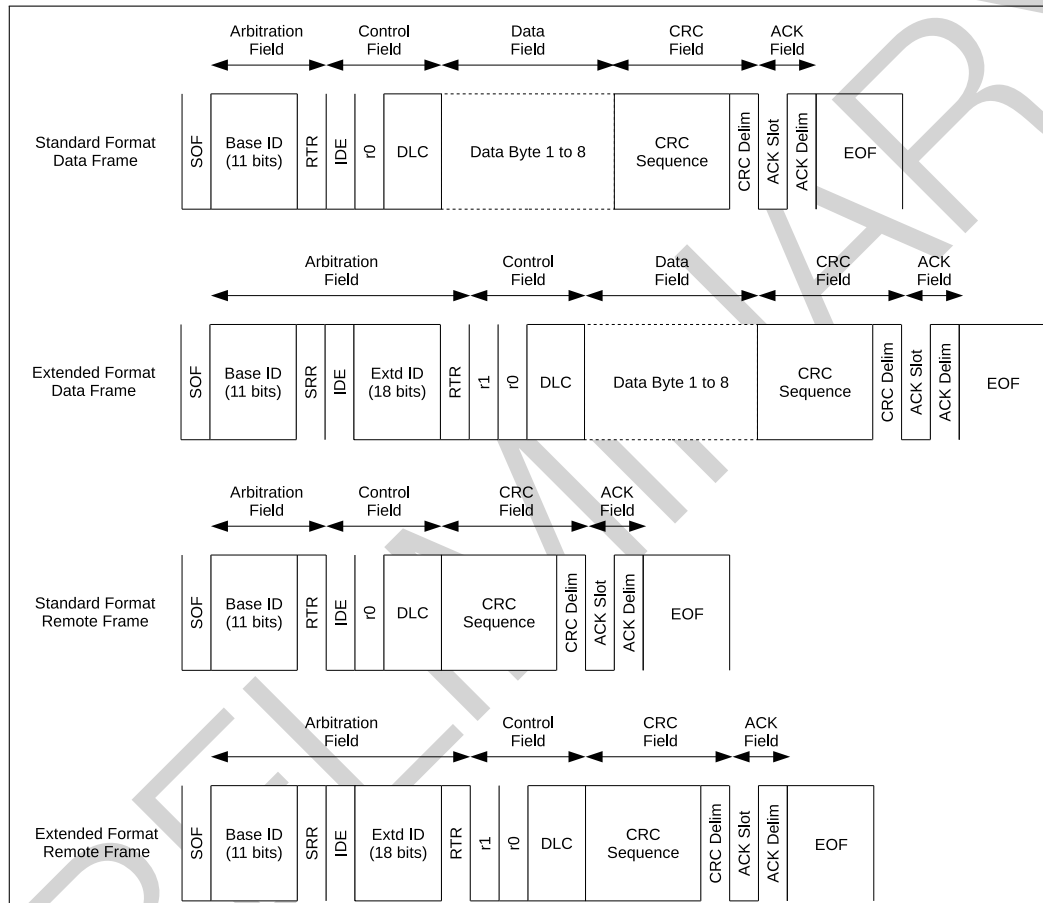 Arbitration Field
Control Field
Data Field
CRC Field
ACK Field
Standard Format Data Frame
SOF
Base ID (11 bits)
RTR
IDE
r0
DLC
Data Byte 1 to 8
CRC Sequence
CRC Delim
ACK Slot
ACK Delim
EOF
Arbitration Field
Control Field
Data Field
CRC Field
ACK Field
Extended Format Data Frame
SOF
Base ID (11 bits)
SRR
IDE
Extd ID (18 bits)
RTR
r1
r0
DLC
Data Byte 1 to 8
CRC Sequence
CRC Delim
ACK Slot
ACK Delim
EOF
Arbitration Field
Control Field
CRC Field
ACK Field
Standard Format Remote Frame
SOF
Base ID (11 bits)
RTR
IDE
r0
DLC
CRC Sequence
CRC Delim
ACK Slot
ACK Delim
EOF
Arbitration Field
Control Field
CRC Field
ACK Field
Extended Format Remote Frame
SOF
Base ID (11 bits)
SRR
IDE
Extd ID (18 bits)
RTR
r1
r0
DLC
CRC Sequence
CRC Delim
ACK Slot
ACK Delim
EOF